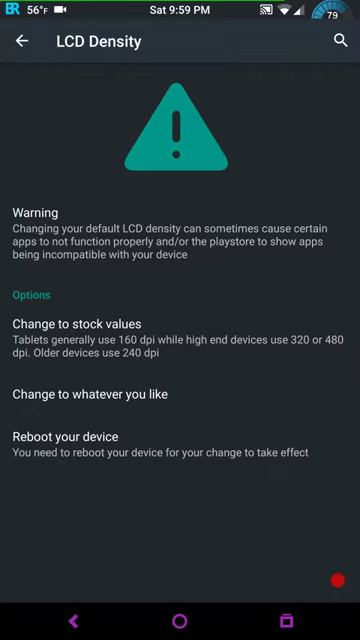 BR 56°F Sat 9:59 PM 79
LCD Density
Warning
Changing your default LCD density can sometimes cause certain
apps to not function properly and/or the playstore to show apps
being incompatible with your device
Options
Change to stock values
Tablets generally use 160 dpi while high end devices use 320 or 480
dpi. Older devices use 240 dpi
Change to whatever you like
Reboot your device
You need to reboot your device for your change to take effect